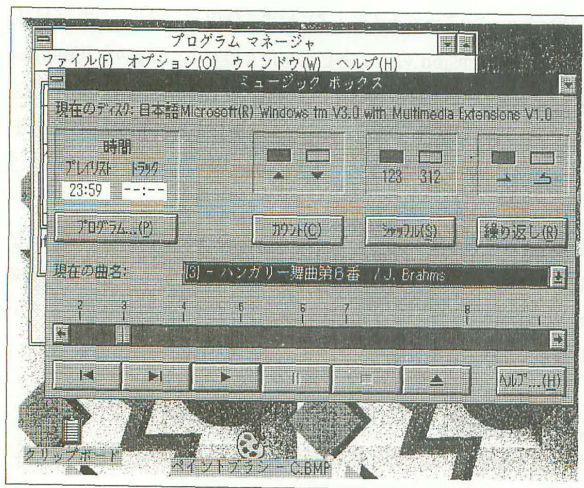 プログラム マネージャ
ファイル(F) オプション(O) ウィンドウ(W) ヘルプ(H)
ミュージック ボックス
現在のディスク: 日本語Microsoft(R) Windows tm V3.0 with Multimedia Extensions V1.0
時間
プレイリスト トラック
23:59 --:--
123 312
プログラム...(P) カウント(C) シャッフル(S) 繰り返し(R)
現在の曲名: [3] - ハンガリー舞曲第6番 / J. Brahms
2 3 4 5 6 7 8
ヘルプ...(H)
クリップボード
ペイントブラシ - C.BMP